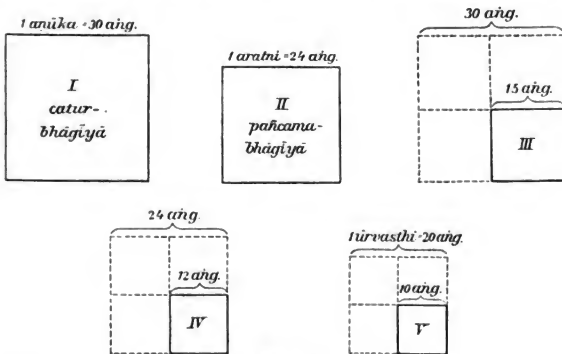 1 aṇūka = 30 aṅg.
I
catur-
bhāgīyā
1 aratni = 24 aṅg.
II
pañcama-
bhāgīyā
30 aṅg.
15 aṅg.
III
24 aṅg.
12 aṅg.
IV
1 ūrvasthi = 20 aṅg.
10 aṅg.
V